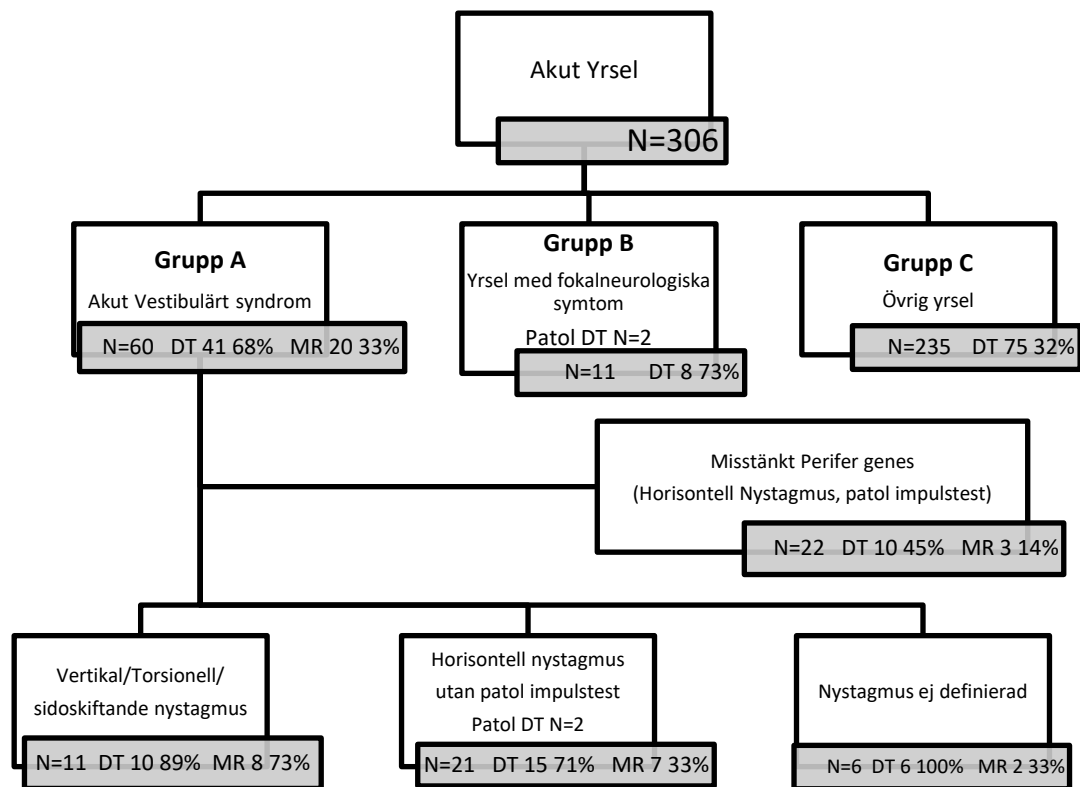 Akut Yrsel
N=306
Grupp A
Akut Vestibulärt syndrom
N=60 DT 41 68% MR 20 33%
Grupp B
Yrsel med fokalneurologiska
symtom
Patol DT N=2
N=11 DT 8 73%
Grupp C
Övrig yrsel
N=235 DT 75 32%
Misstänkt Perifer genes
(Horisontell Nystagmus, patol impulstest)
N=22 DT 10 45% MR 3 14%
Vertikal/Torsionell/
sidoskiftande nystagmus
N=11 DT 10 89% MR 8 73%
Horisontell nystagmus
utan patol impulstest
Patol DT N=2
N=21 DT 15 71% MR 7 33%
Nystagmus ej definierad
N=6 DT 6 100% MR 2 33%